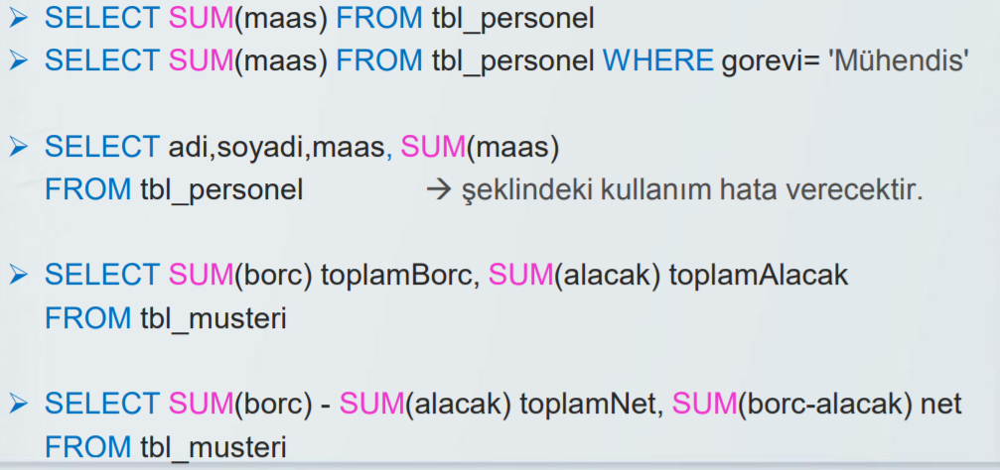 ➢ SELECT SUM(maas) FROM tbl_personel
➢ SELECT SUM(maas) FROM tbl_personel WHERE gorevi= 'Mühendis'
➢ SELECT adi,soyadi,maas, SUM(maas)
FROM tbl_personel → şeklindeki kullanım hata verecektir.
➢ SELECT SUM(borc) toplamBorc, SUM(alacak) toplamAlacak
FROM tbl_musteri
➢ SELECT SUM(borc) - SUM(alacak) toplamNet, SUM(borc-alacak) net
FROM tbl_musteri